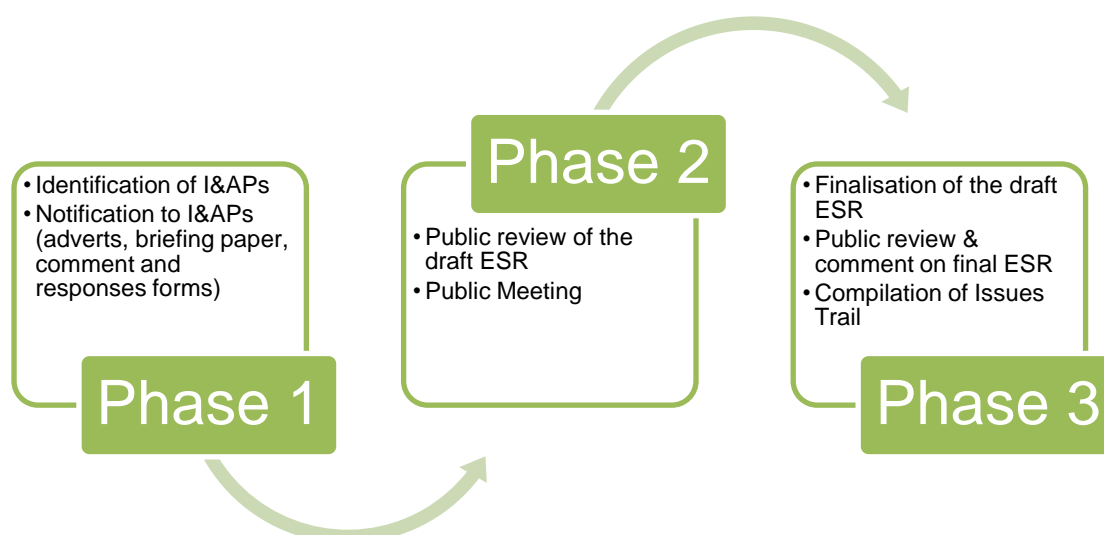 • Identification of I&APs
• Notification to I&APs
(adverts, briefing paper,
comment and
responses forms)
Phase 1
Phase 2
• Public review of the
draft ESR
• Public Meeting
• Finalisation of the draft
ESR
• Public review &
comment on final ESR
• Compilation of Issues
Trail
Phase 3